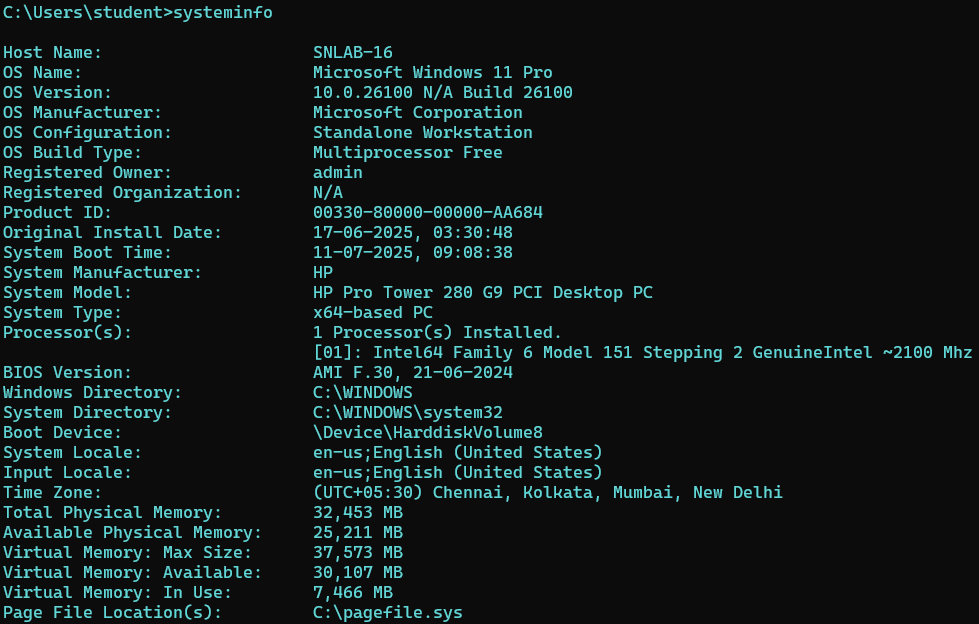 C:\Users\student>systeminfo
Host Name: SNLAB-16
OS Name: Microsoft Windows 11 Pro
OS Version: 10.0.26100 N/A Build 26100
OS Manufacturer: Microsoft Corporation
OS Configuration: Standalone Workstation
OS Build Type: Multiprocessor Free
Registered Owner: admin
Registered Organization: N/A
Product ID: 00330-80000-00000-AA684
Original Install Date: 17-06-2025, 03:30:48
System Boot Time: 11-07-2025, 09:08:38
System Manufacturer: HP
System Model: HP Pro Tower 280 G9 PCI Desktop PC
System Type: x64-based PC
Processor(s): 1 Processor(s) Installed.
[01]: Intel64 Family 6 Model 151 Stepping 2 GenuineIntel ~2100 Mhz
BIOS Version: AMI F.30, 21-06-2024
Windows Directory: C:\WINDOWS
System Directory: C:\WINDOWS\system32
Boot Device: \Device\HarddiskVolume8
System Locale: en-us;English (United States)
Input Locale: en-us;English (United States)
Time Zone: (UTC+05:30) Chennai, Kolkata, Mumbai, New Delhi
Total Physical Memory: 32,453 MB
Available Physical Memory: 25,211 MB
Virtual Memory: Max Size: 37,573 MB
Virtual Memory: Available: 30,107 MB
Virtual Memory: In Use: 7,466 MB
Page File Location(s): C:\pagefile.sys